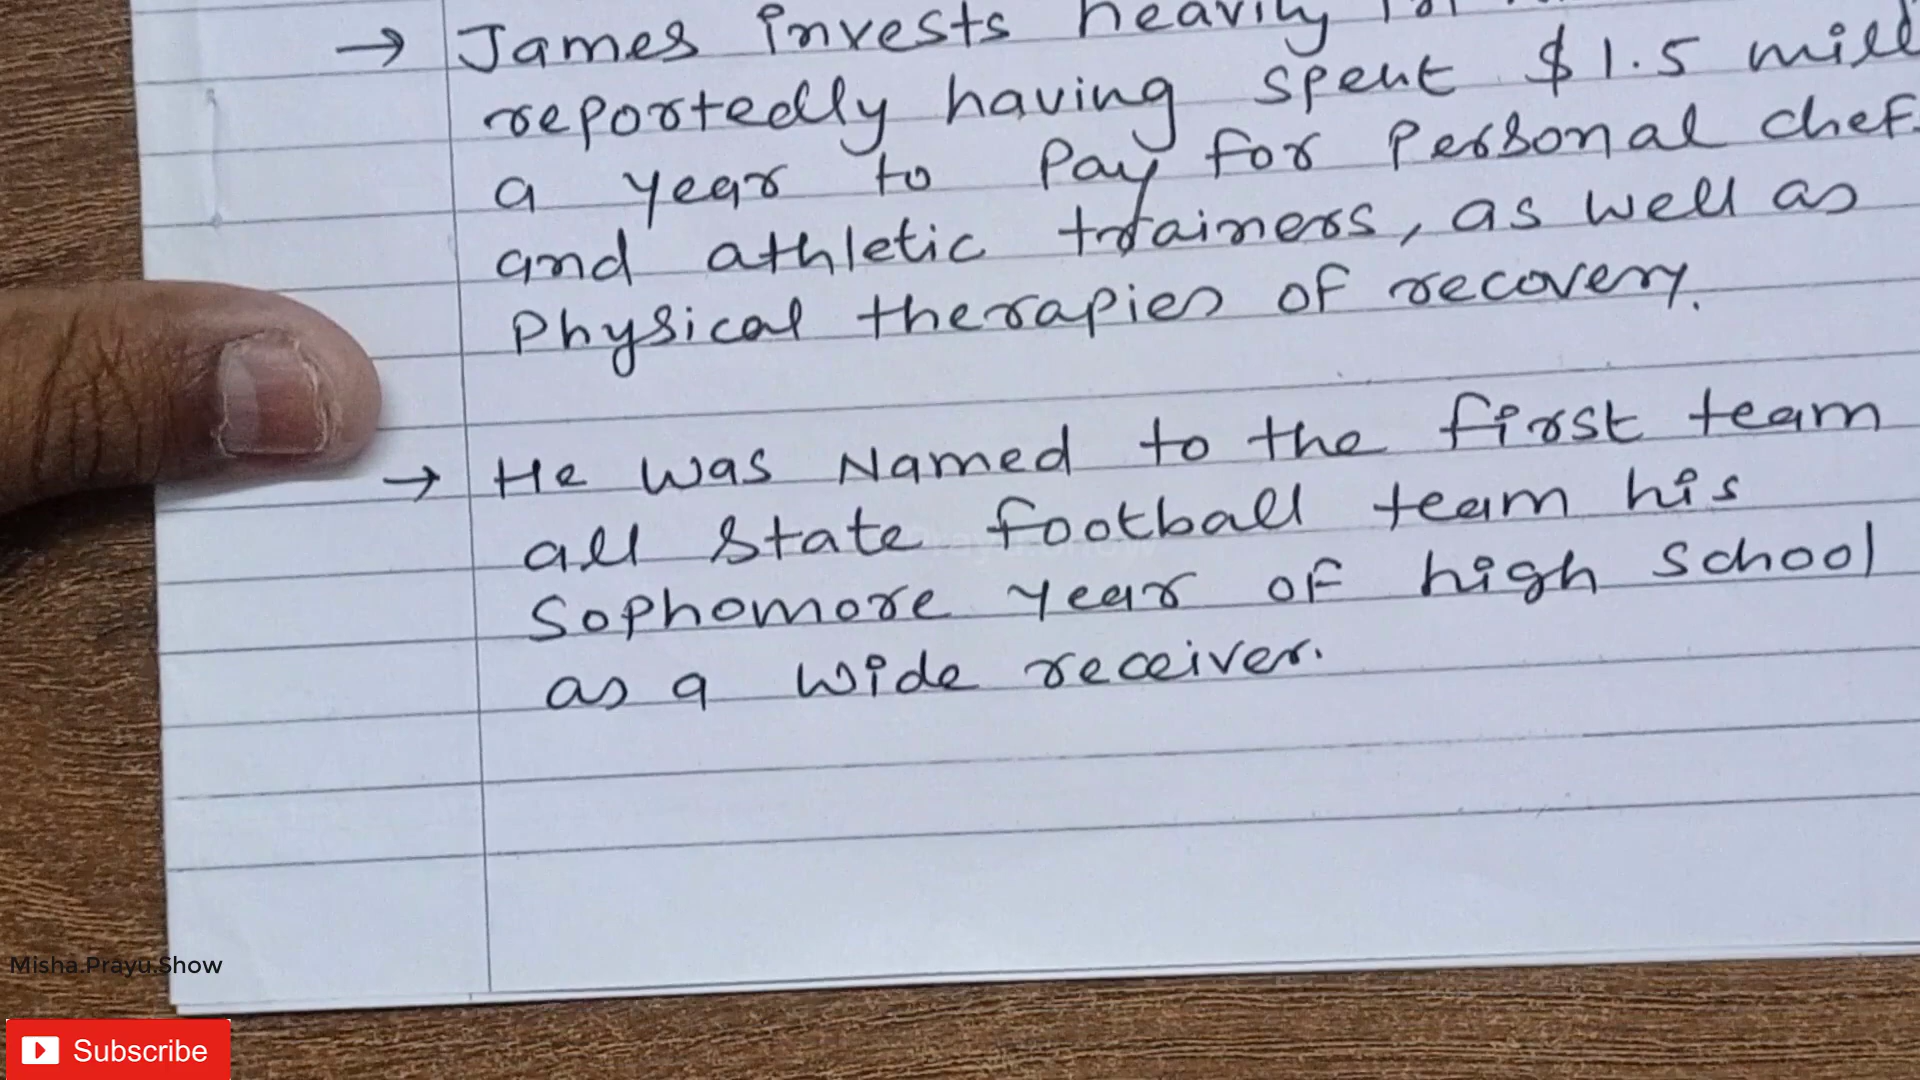 → James invests heavily
reportedly having spent $1.5 mill
a year to Pay for Personal chef
and athletic trainers, as well as
Physical therapies of recovery.
→ He was Named to the first team
all state football team his
Sophomore year of high school
as a wide receiver.
Misha.Prayu.Show
Subscribe